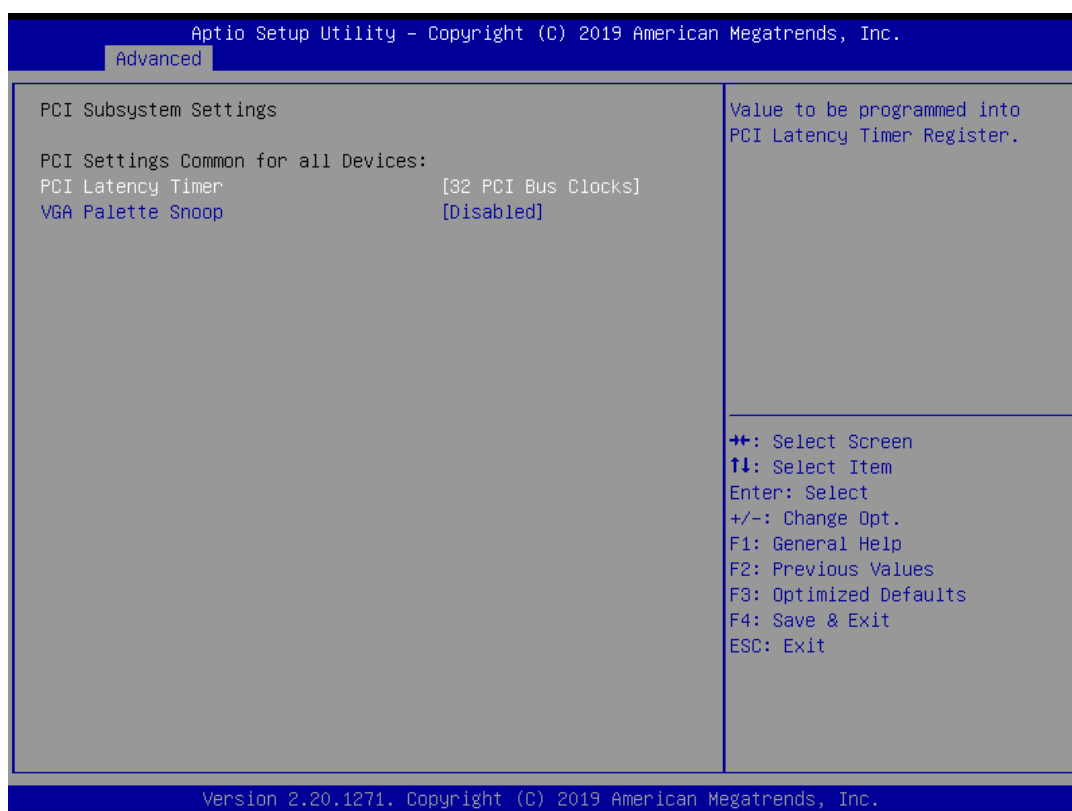 Aptio Setup Utility – Copyright (C) 2019 American Megatrends, Inc.
Advanced
PCI Subsystem Settings
PCI Settings Common for all Devices:
PCI Latency Timer [32 PCI Bus Clocks]
VGA Palette Snoop [Disabled]
Value to be programmed into
PCI Latency Timer Register.
→←: Select Screen
↑↓: Select Item
Enter: Select
+/-: Change Opt.
F1: General Help
F2: Previous Values
F3: Optimized Defaults
F4: Save & Exit
ESC: Exit
Version 2.20.1271. Copyright (C) 2019 American Megatrends, Inc.